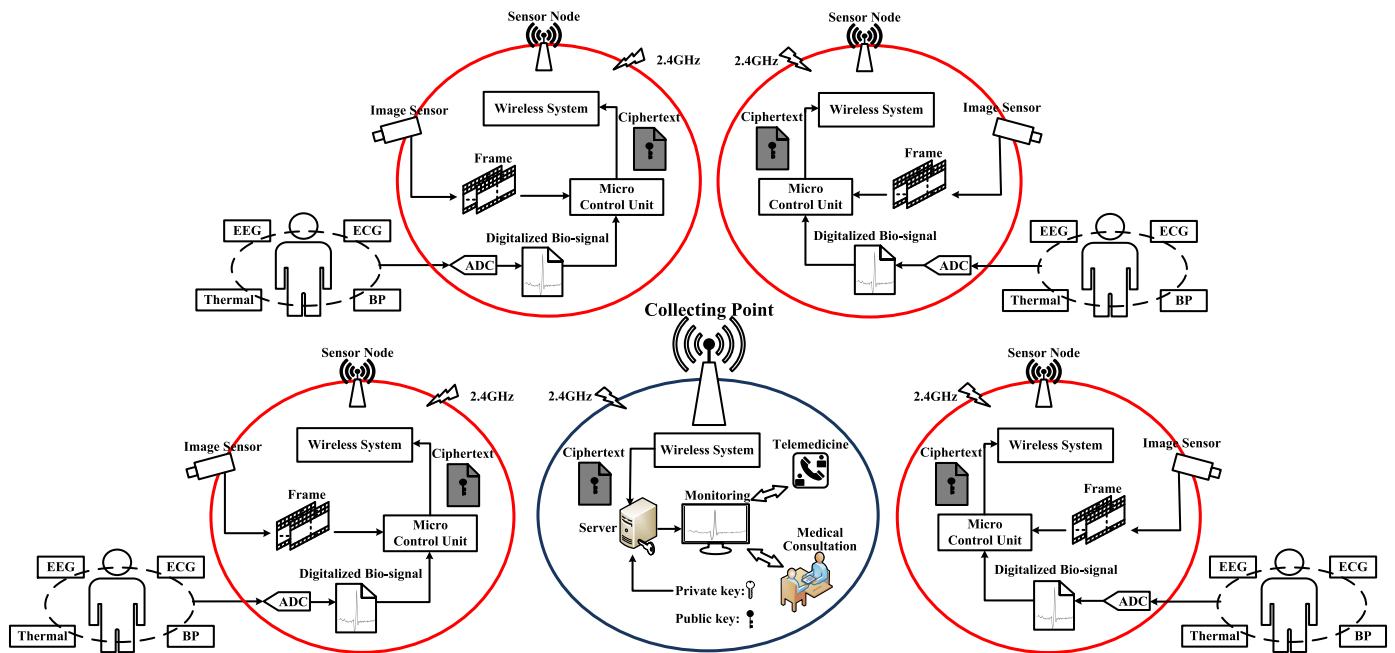 Sensor Node
2.4GHz
Image Sensor
Wireless System
Ciphertext
Frame
Micro
Control Unit
EEG
ECG
Digitalized Bio-signal
ADC
Thermal
BP
Sensor Node
2.4GHz
Image Sensor
Wireless System
Ciphertext
Frame
Micro
Control Unit
Digitalized Bio-signal
EEG
ECG
ADC
Thermal
BP
Collecting Point
Sensor Node
2.4GHz
Image Sensor
Wireless System
Ciphertext
Frame
Micro
Control Unit
EEG
ECG
Digitalized Bio-signal
ADC
Thermal
BP
2.4GHz
Wireless System
Telemedicine
Ciphertext
Monitoring
Server
Medical
Consultation
Private key:
Public key:
Sensor Node
2.4GHz
Image Sensor
Wireless System
Ciphertext
Frame
Micro
Control Unit
Digitalized Bio-signal
EEG
ECG
ADC
Thermal
BP